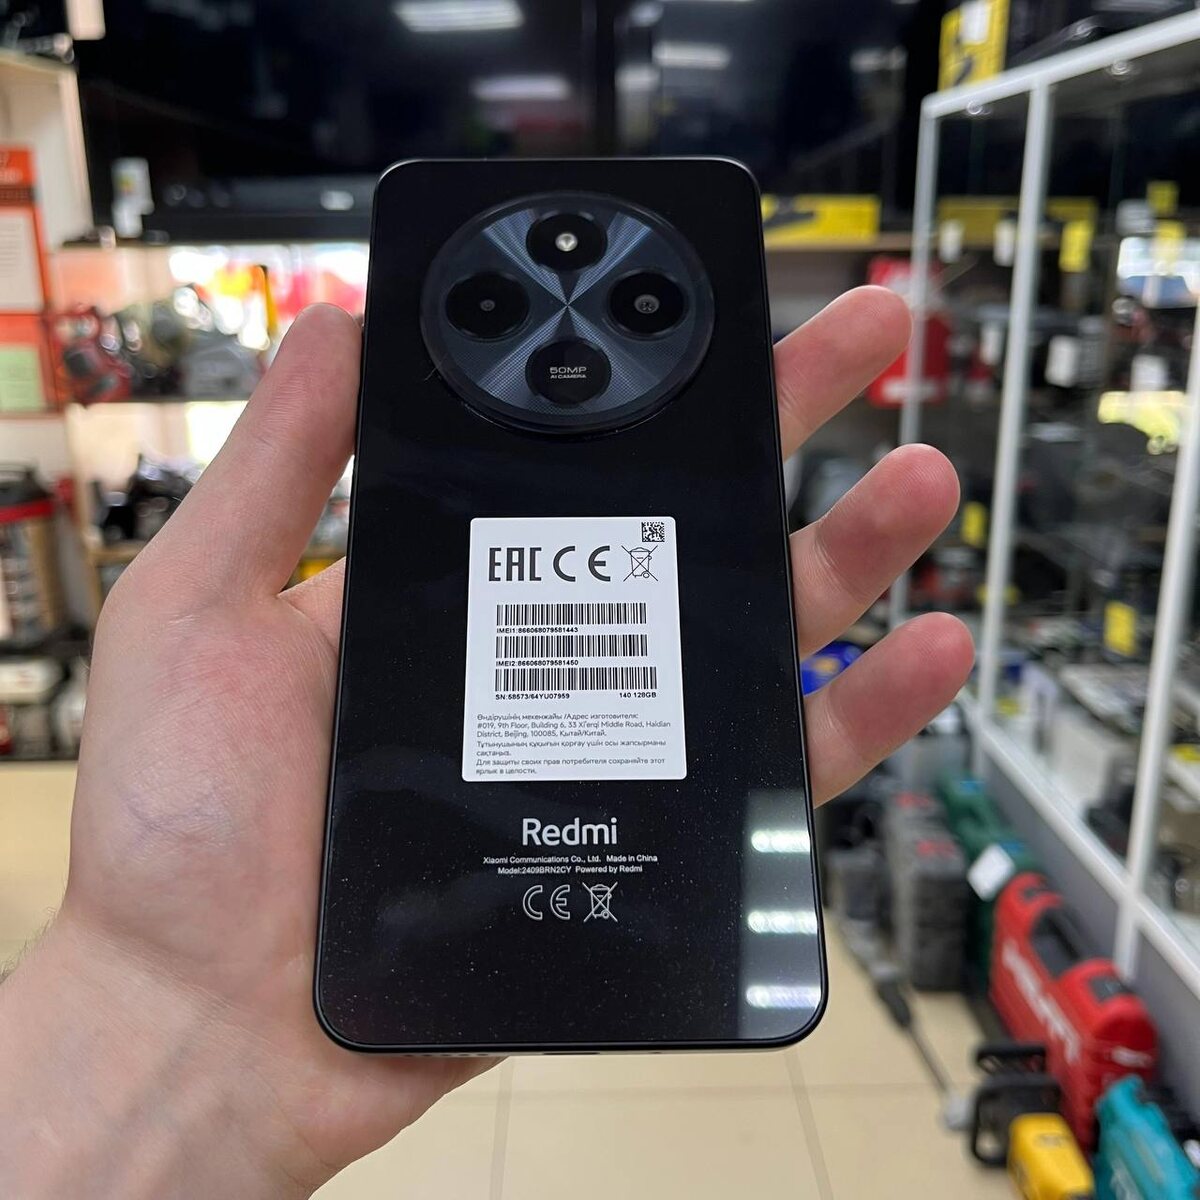 50MP
AI CAMERA
EAC CE
IMEI1:866068079581443
IMEI2:866068079581450
SN:58573/64YU07959 140 128GB
Өндірушінің мекенжайы /Адрес изготовителя:
#019, 9th Floor, Building 6, 33 Xi'erqi Middle Road, Haidian
District, Beijing, 100085, Қытай/Китай.
Тұтынушының құқығын қорғау үшін осы жапсырманы
сақтаңыз.
Для защиты своих прав потребителя сохраняйте этот
ярлык в целости.
Redmi
Xiaomi Communications Co., Ltd. Made in China
Model:2409BRN2CY Powered by Redmi
CE